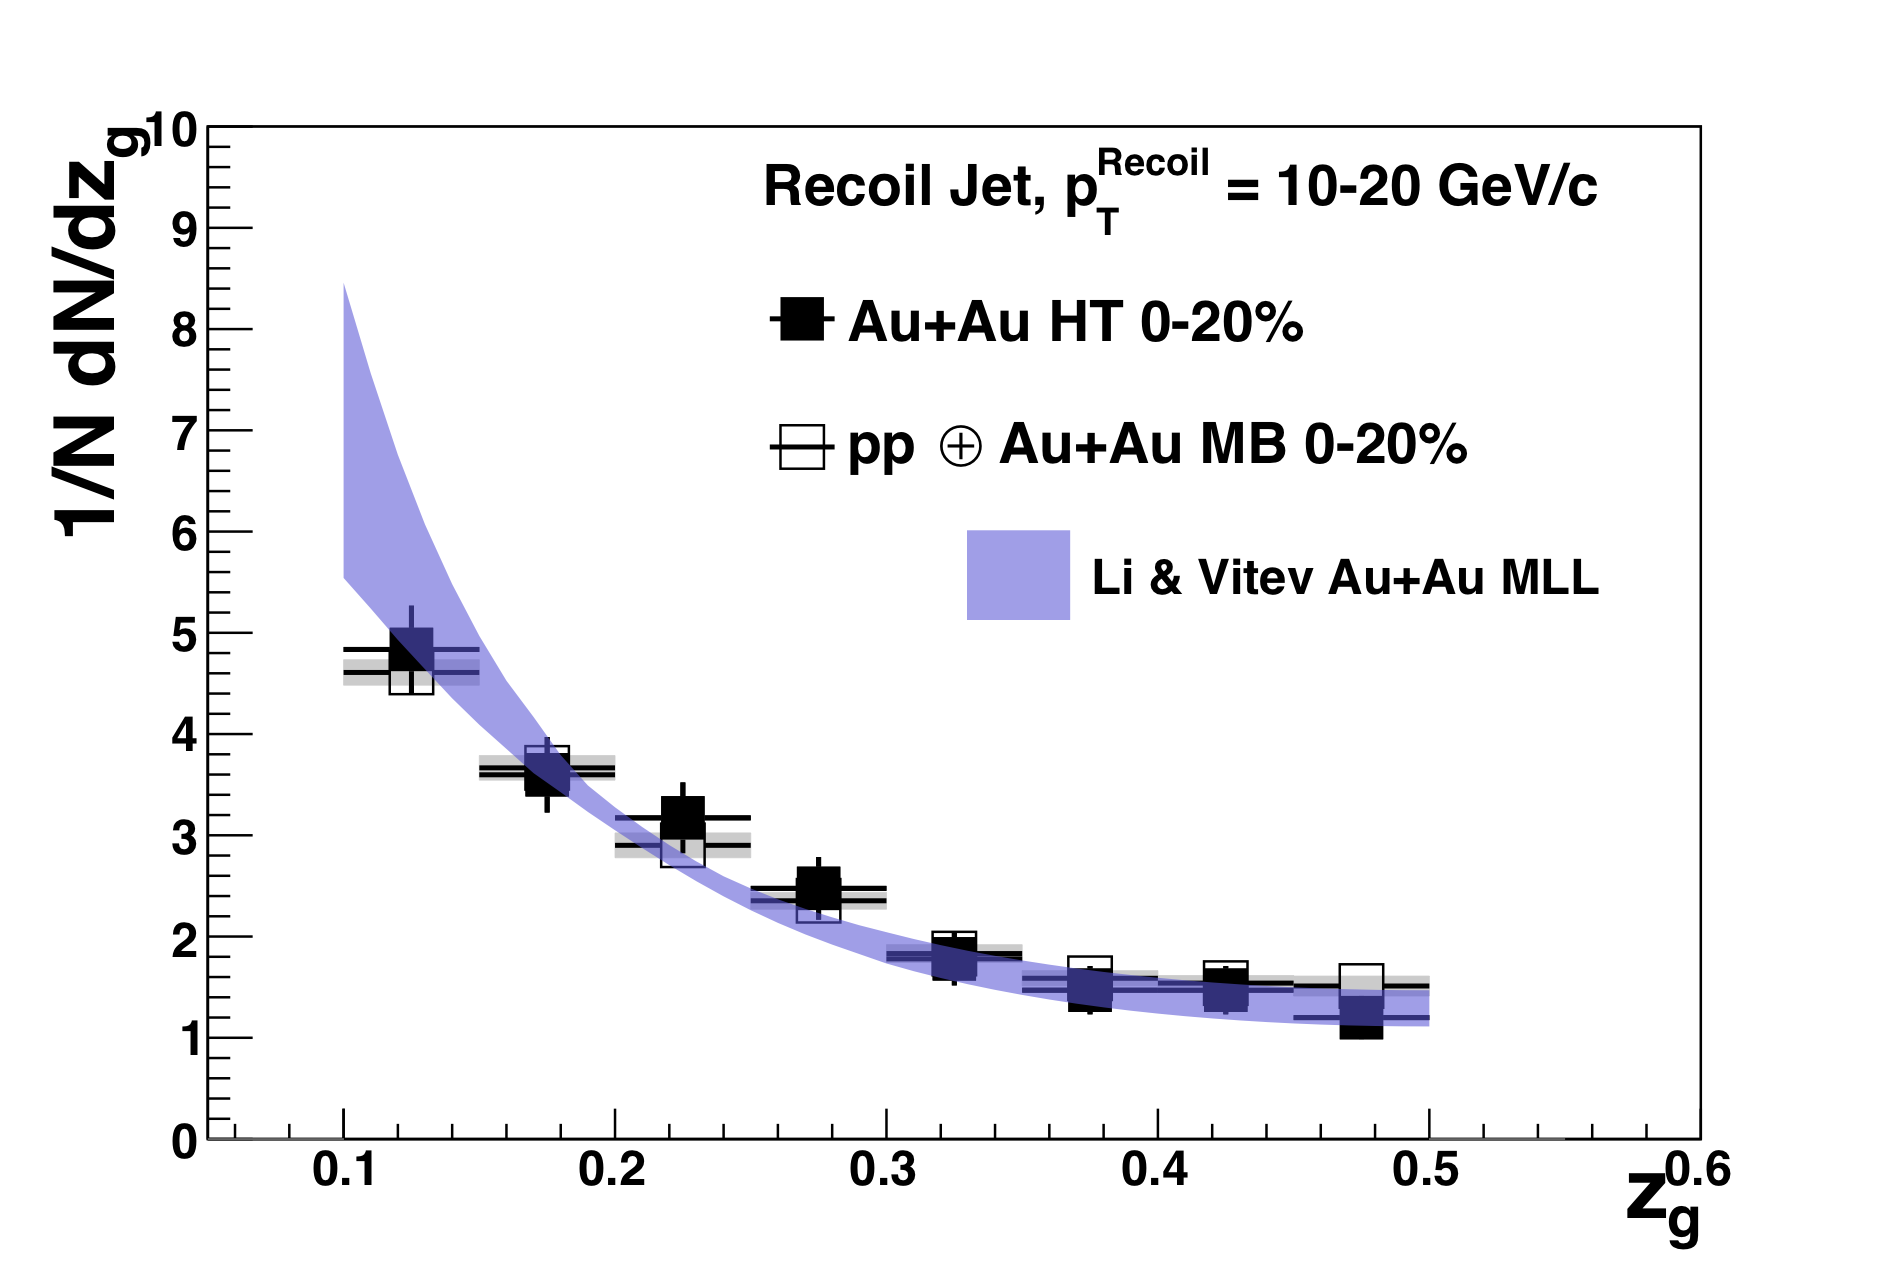 1/N dN/dz_g
10
9
8
7
6
5
4
3
2
1
0
Recoil Jet, p_T^Recoil = 10-20 GeV/c
Au+Au HT 0-20%
pp ⊕ Au+Au MB 0-20%
Li & Vitev Au+Au MLL
0.1 0.2 0.3 0.4 0.5 0.6
z_g